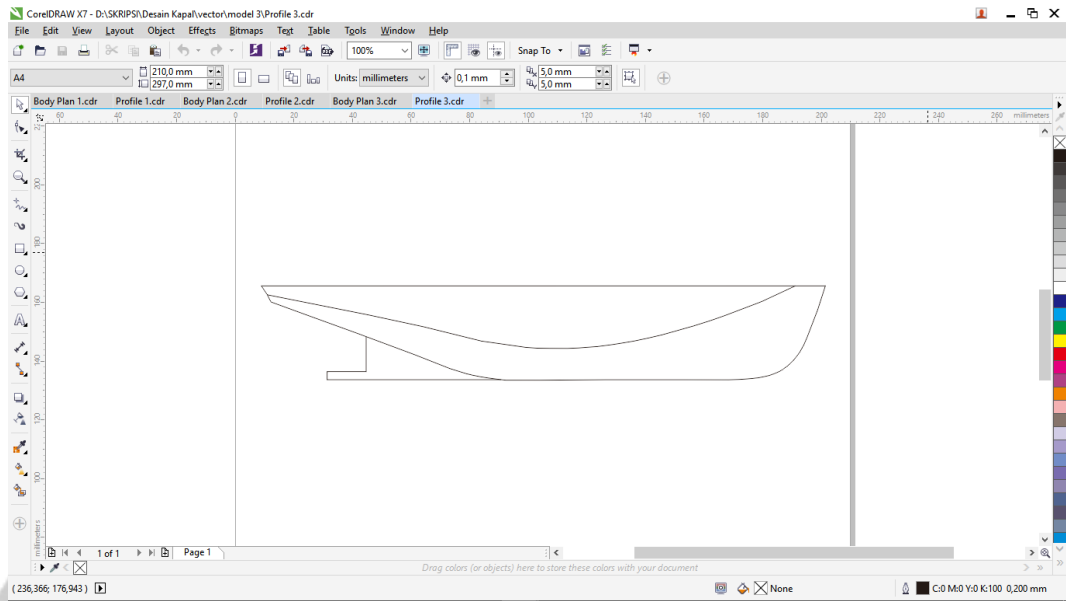 CorelDRAW X7 - D:\SKRIPSI\Desain Kapal\vector\model 3\Profile 3.cdr
File Edit View Layout Object Effects Bitmaps Text Table Tools Window Help
100% Snap To
A4 210,0 mm 297,0 mm Units: millimeters 0,1 mm 5,0 mm 5,0 mm
Body Plan 1.cdr Profile 1.cdr Body Plan 2.cdr Profile 2.cdr Body Plan 3.cdr Profile 3.cdr
60 40 20 0 20 40 60 80 100 120 140 160 180 200 220 240 260 millimeters
200
180
160
140
120
100
millimeters
1 of 1 Page 1
Drag colors (or objects) here to store these colors with your document
( 236,366; 176,943 ) None C:0 M:0 Y:0 K:100 0,200 mm